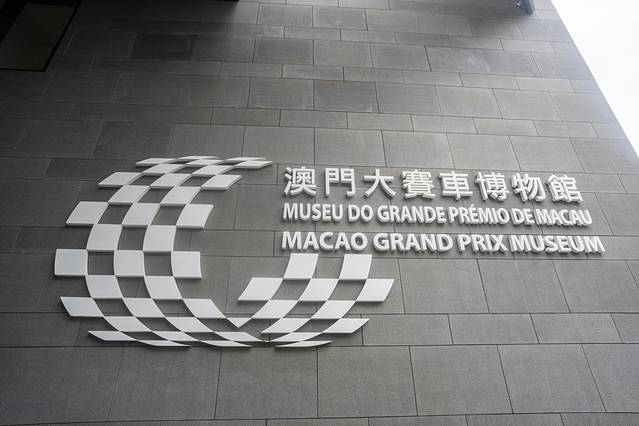 澳門大賽車博物館
MUSEU DO GRANDE PRÉMIO DE MACAU
MACAO GRAND PRIX MUSEUM